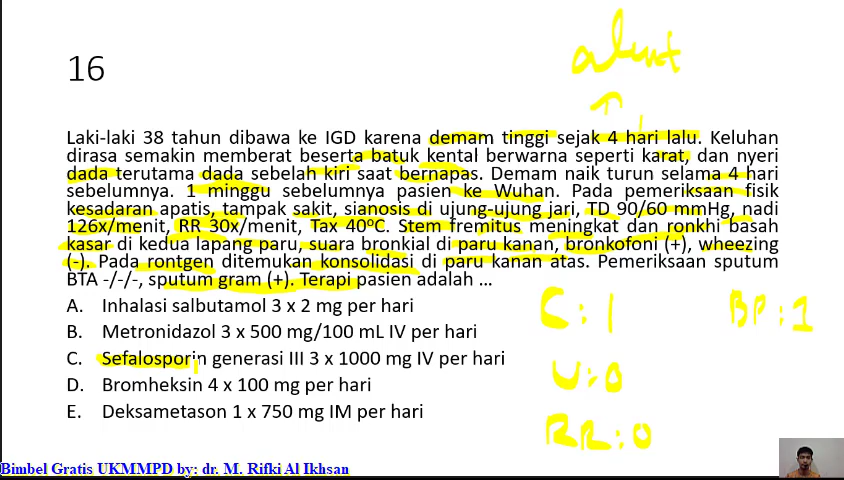 16
Laki-laki 38 tahun dibawa ke IGD karena demam tinggi sejak 4 hari lalu. Keluhan
dirasa semakin memberat beserta batuk kental berwarna seperti karat, dan nyeri
dada terutama dada sebelah kiri saat bernapas. Demam naik turun selama 4 hari
sebelumnya. 1 minggu sebelumnya pasien ke Wuhan. Pada pemeriksaan fisik
kesadaran apatis, tampak sakit, sianosis di ujung-ujung jari, TD 90/60 mmHg, nadi
126x/menit, RR 30x/menit, Tax 40⁰C. Stem fremitus meningkat dan ronkhi basah
kasar di kedua lapang paru, suara bronkial di paru kanan, bronkofoni (+), wheezing
(-). Pada rontgen ditemukan konsolidasi di paru kanan atas. Pemeriksaan sputum
BTA -/-/-, sputum gram (+). Terapi pasien adalah ...
A. Inhalasi salbutamol 3 x 2 mg per hari
B. Metronidazol 3 x 500 mg/100 mL IV per hari
C. Sefalosporin generasi III 3 x 1000 mg IV per hari
D. Bromheksin 4 x 100 mg per hari
E. Deksametason 1 x 750 mg IM per hari
C : 1
U : 0
RR : 0
BP : 1
Bimbel Gratis UKMMPD by: dr. M. Rifki Al Ikhsan